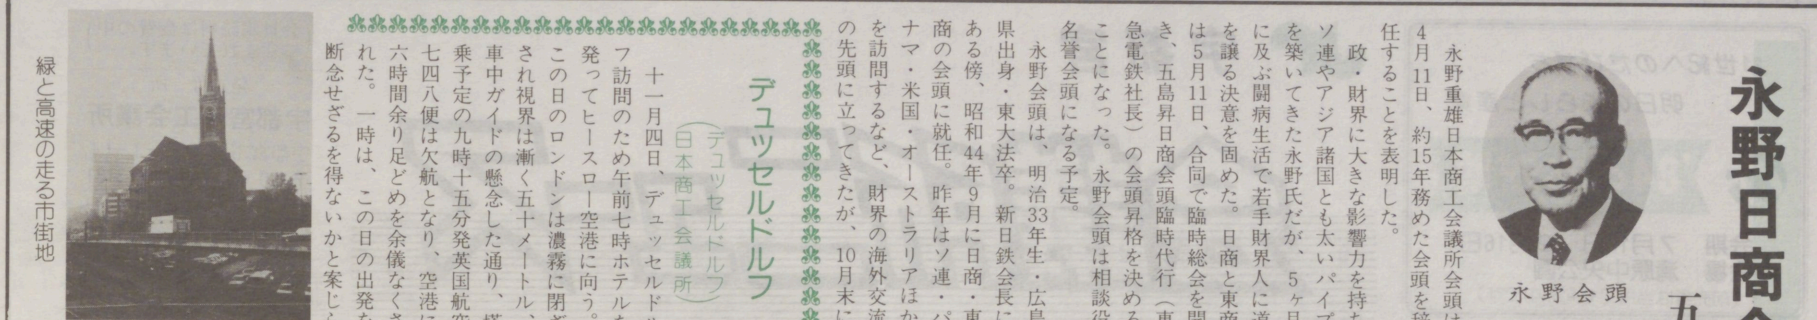 永野日商会
五
永野会頭
永野重雄日本商工会議所会頭は
4月11日、約15年務めた会頭を辞
任することを表明した。
政・財界に大きな影響力を持ち
ソ連やアジア諸国とも太いパイプ
を築いてきた永野氏だが、5ヶ月
に及ぶ闘病生活で若手財界人に道
を譲る決意を固めた。日商と東商
は5月11日、合同で臨時総会を開
き、五島昇日商会頭臨時代行（東
急電鉄社長）の会頭昇格を決める
ことになった。永野会頭は相談役
名誉会頭になる予定。
永野会頭は、明治33年生・広島
県出身・東大法卒。新日鉄会長に
ある傍、昭和44年9月に日商・東
商の会頭に就任。昨年はソ連・パ
ナマ・米国・オーストラリアほか
を訪問するなど、財界の海外交流
の先頭に立ってきたが、10月末に
デュッセルドルフ
（デュッセルドルフ
日本商工会議所）
十一月四日、デュッセルド
フ訪問のため午前七時ホテルを
発ってヒースロー空港に向う。
この日のロンドンは濃霧に閉ざ
され視界は漸く五十メートル、
車中ガイドの懸念した通り、搭
乗予定の九時十五分発英国航空
七四八便は欠航となり、空港に
六時間余り足どめを余儀なくさ
れた。一時は、この日の出発を
断念せざるを得ないかと案じ
緑と高速の走る市街地